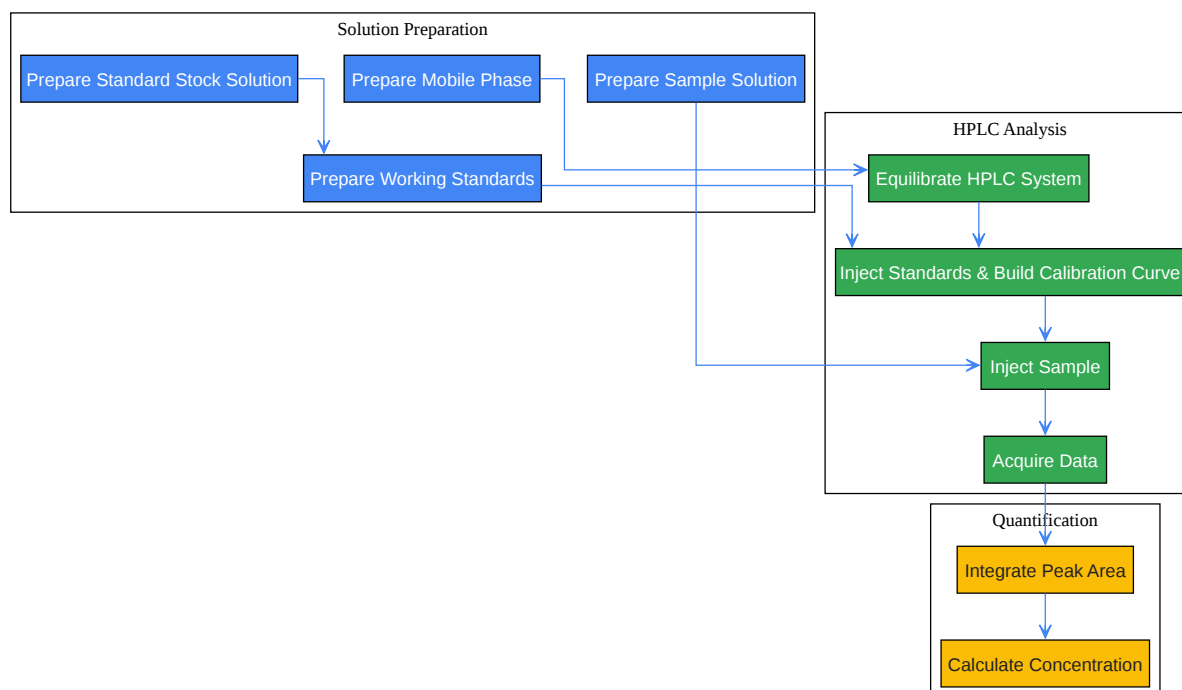 Solution Preparation
Prepare Standard Stock Solution
Prepare Mobile Phase
Prepare Sample Solution
Prepare Working Standards
HPLC Analysis
Equilibrate HPLC System
Inject Standards & Build Calibration Curve
Inject Sample
Acquire Data
Quantification
Integrate Peak Area
Calculate Concentration